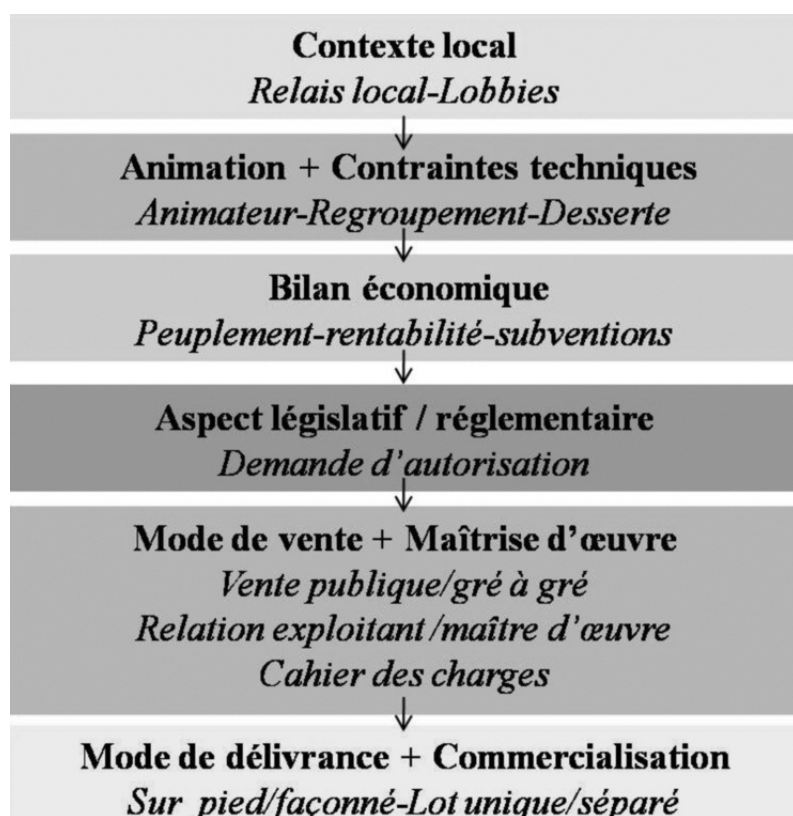 Contexte local
Relais local-Lobbies
Animation + Contraintes techniques
Animateur-Regroupement-Desserte
Bilan économique
Peuplement-rentabilité-subventions
Aspect législatif / réglementaire
Demande d'autorisation
Mode de vente + Maîtrise d'œuvre
Vente publique/gré à gré
Relation exploitant/maître d'œuvre
Cahier des charges
Mode de délivrance + Commercialisation
Sur pied/façonné-Lot unique/séparé